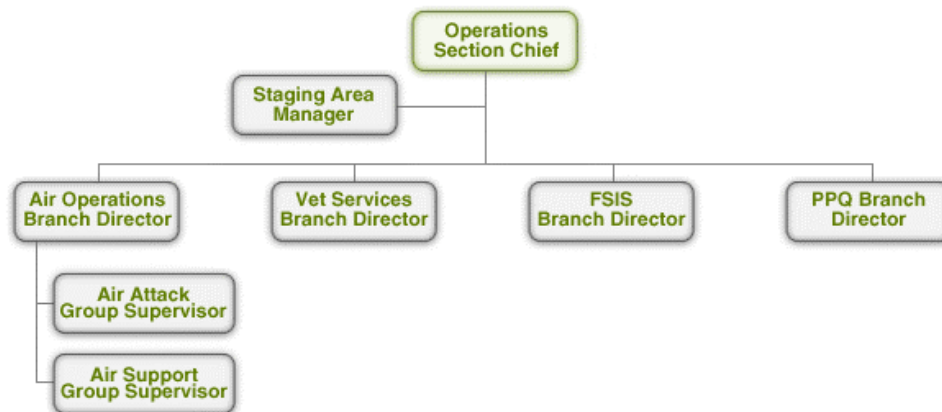 Operations
Section Chief
Staging Area
Manager
Air Operations
Branch Director
Vet Services
Branch Director
FSIS
Branch Director
PPQ Branch
Director
Air Attack
Group Supervisor
Air Support
Group Supervisor